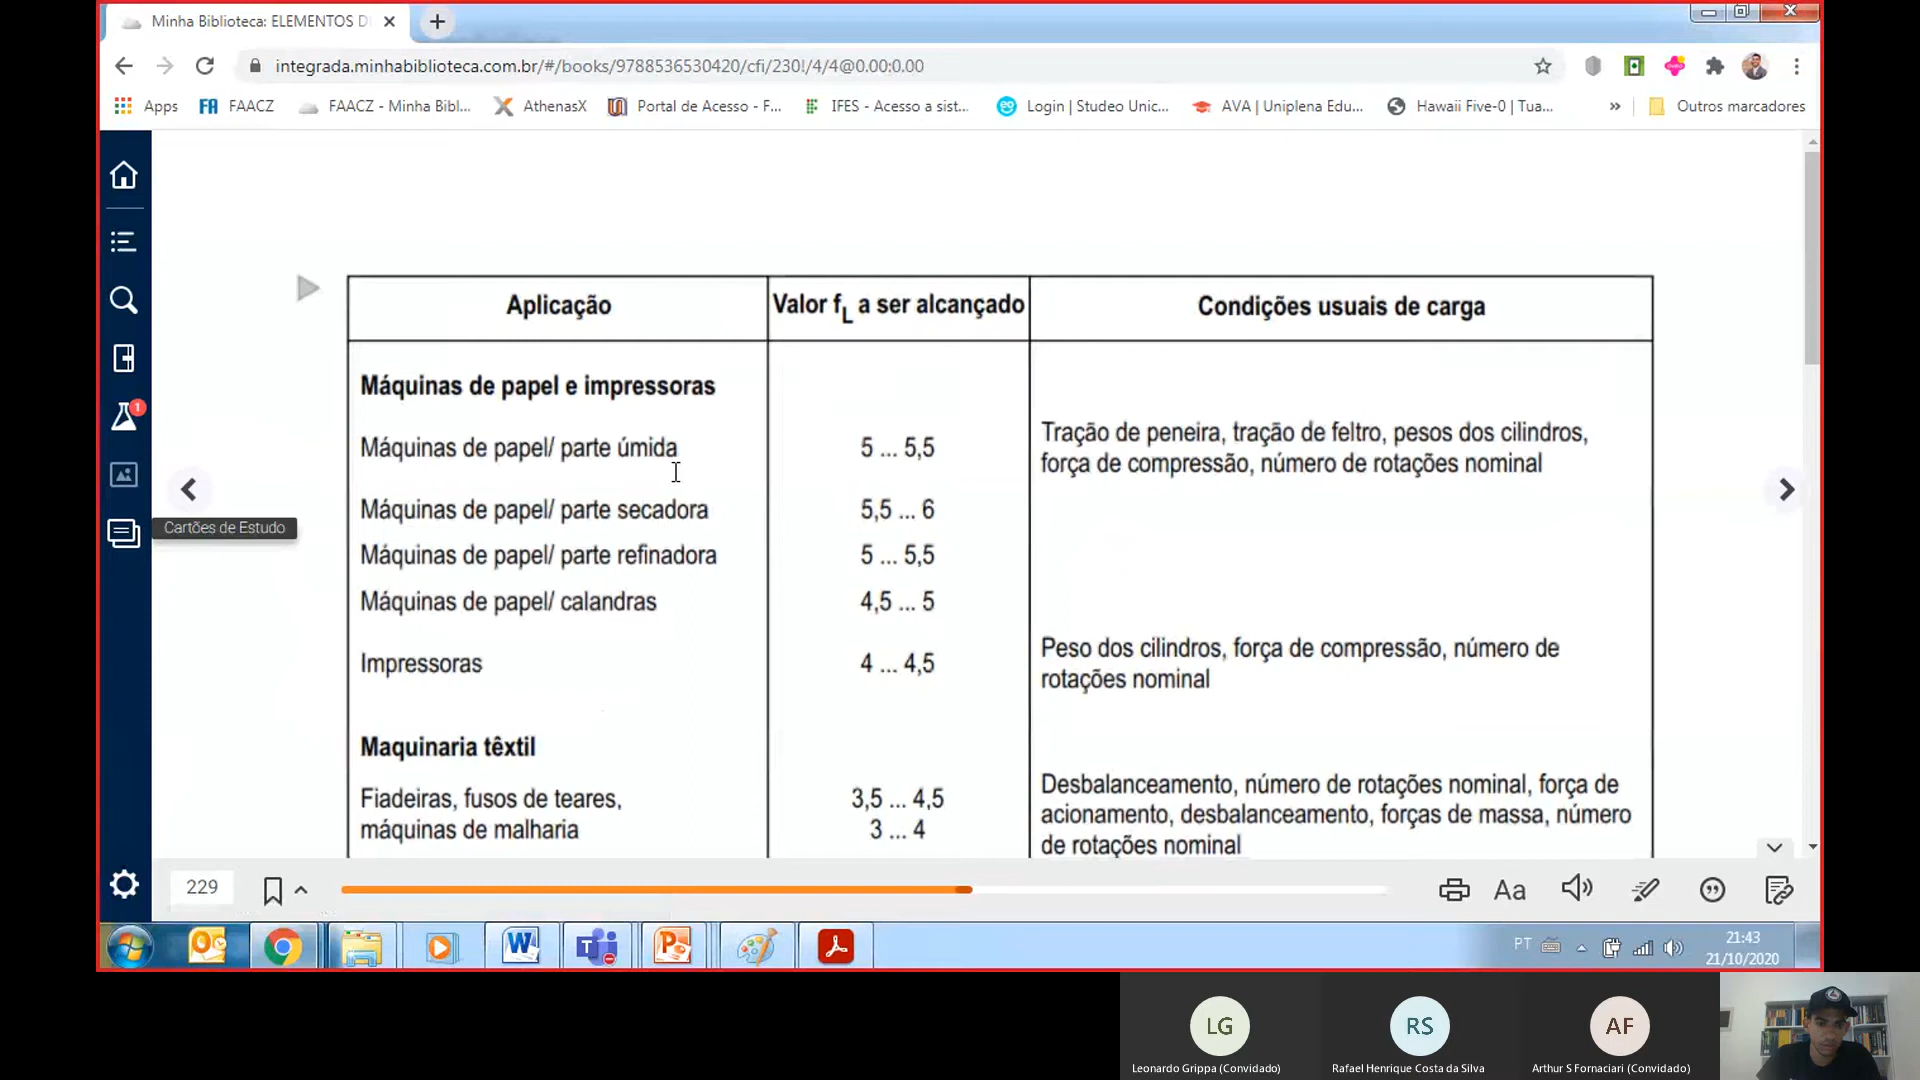 Minha Biblioteca: ELEMENTOS D
integrada.minhabiblioteca.com.br/#/books/9788536530420/cfi/230!/4/4@0.00:0.00
Apps
FAACZ
FAACZ - Minha Bibl...
AthenasX
Portal de Acesso - F...
IFES - Acesso a sist...
Login | Studeo Unic...
AVA | Uniplena Edu...
Hawaii Five-0 | Tua...
»
Outros marcadores
Aplicação
Valor fL a ser alcançado
Condições usuais de carga
Máquinas de papel e impressoras
Máquinas de papel/ parte úmida
5 ... 5,5
Tração de peneira, tração de feltro, pesos dos cilindros,
força de compressão, número de rotações nominal
Máquinas de papel/ parte secadora
5,5 ... 6
Cartões de Estudo
Máquinas de papel/ parte refinadora
5 ... 5,5
Máquinas de papel/ calandras
4,5 ... 5
Impressoras
4 ... 4,5
Peso dos cilindros, força de compressão, número de
rotações nominal
Maquinaria têxtil
Fiadeiras, fusos de teares,
máquinas de malharia
3,5 ... 4,5
3 ... 4
Desbalanceamento, número de rotações nominal, força de
acionamento, desbalanceamento, forças de massa, número
de rotações nominal
1
229
Aa
PT
21:43
21/10/2020
LG
Leonardo Grippa (Convidado)
RS
Rafael Henrique Costa da Silva
AF
Arthur S Fornaciari (Convidado)